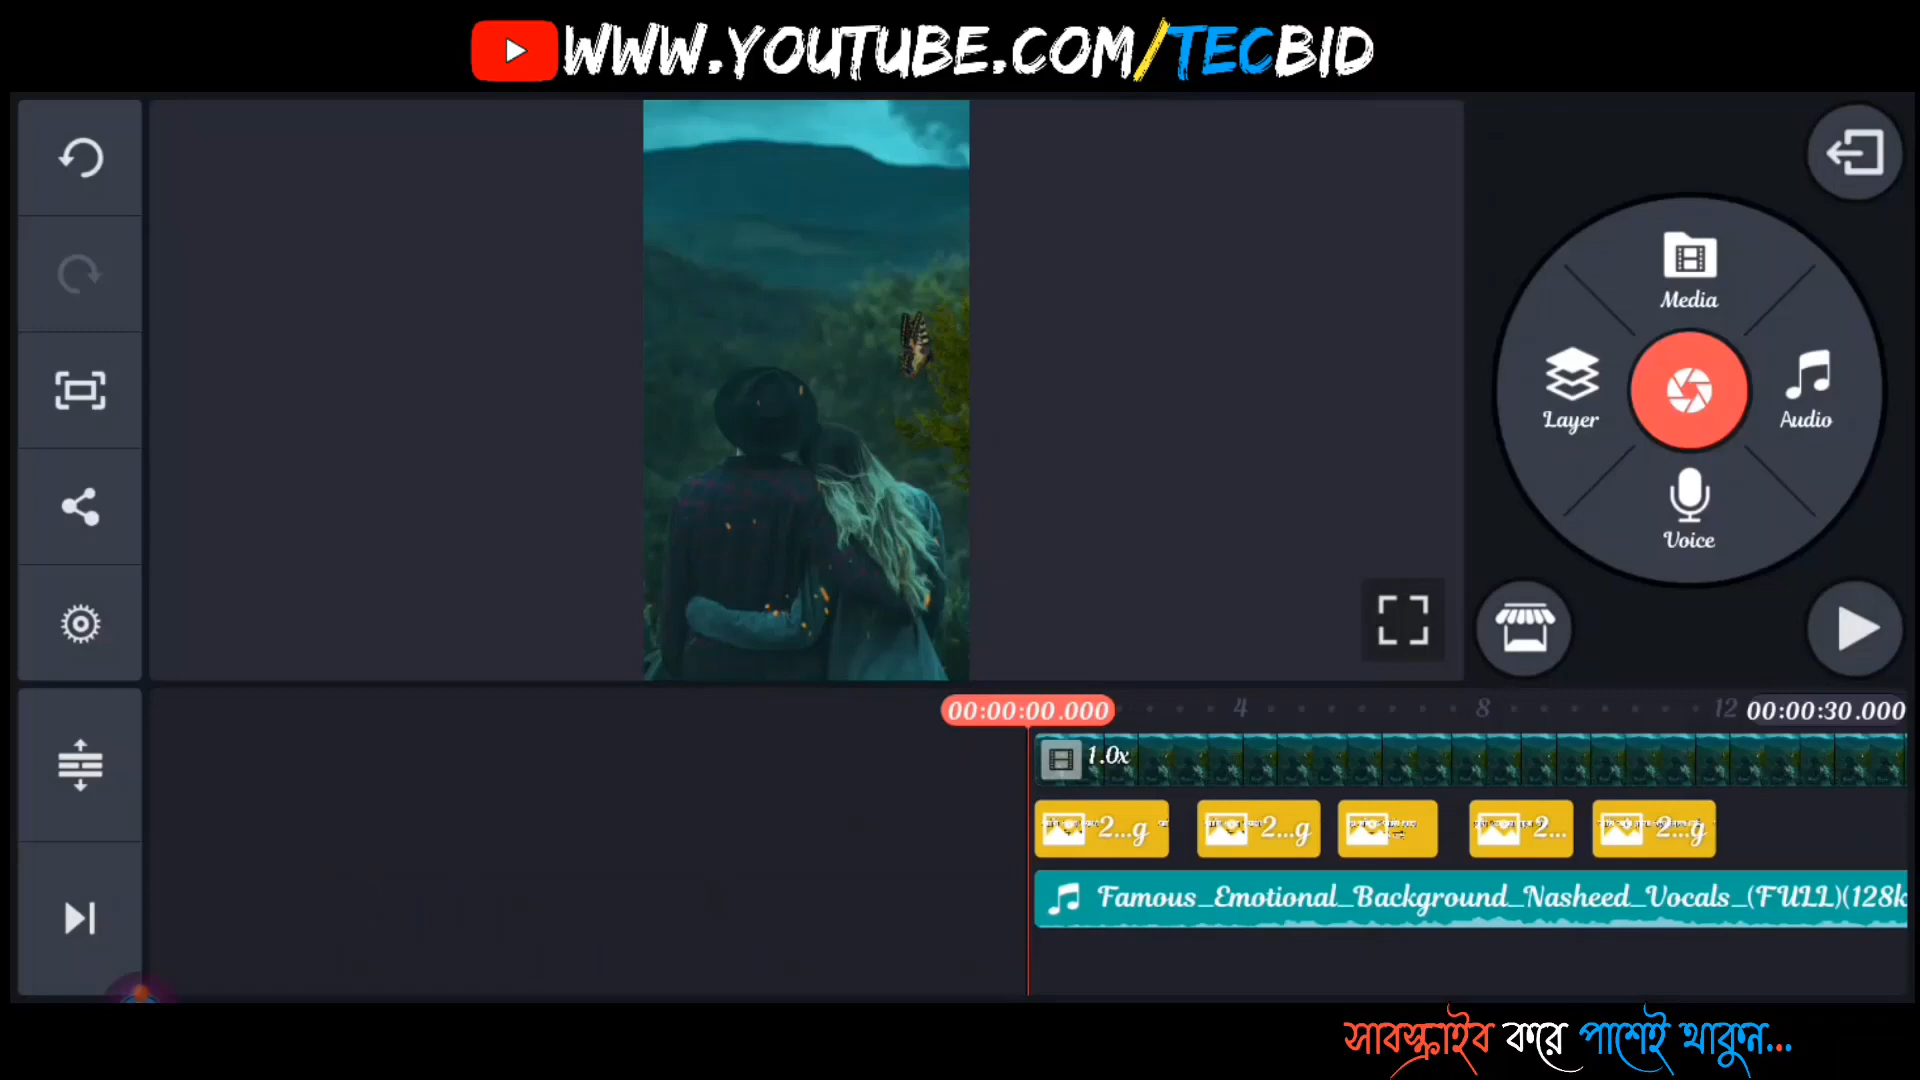 WWW.YOUTUBE.COM/TECBID
Media
Layer
Audio
Voice
00:00:00.000
4
8
12
00:00:30.000
1.0x
2...g
2...g
2...
2...g
Famous_Emotional_Background_Nasheed_Vocals_(FULL)(128k
সাবস্ক্রাইব করে পাশেই থাকুন...